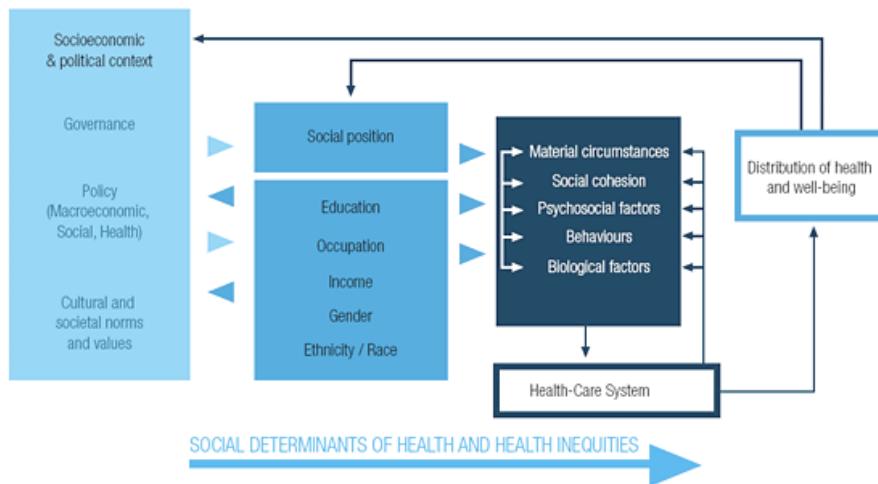 Socioeconomic
& political context
Governance
Policy
(Macroeconomic,
Social, Health)
Cultural and
societal norms
and values
Social position
Education
Occupation
Income
Gender
Ethnicity / Race
Material circumstances
Social cohesion
Psychosocial factors
Behaviours
Biological factors
Health-Care System
Distribution of health
and well-being
SOCIAL DETERMINANTS OF HEALTH AND HEALTH INEQUITIES